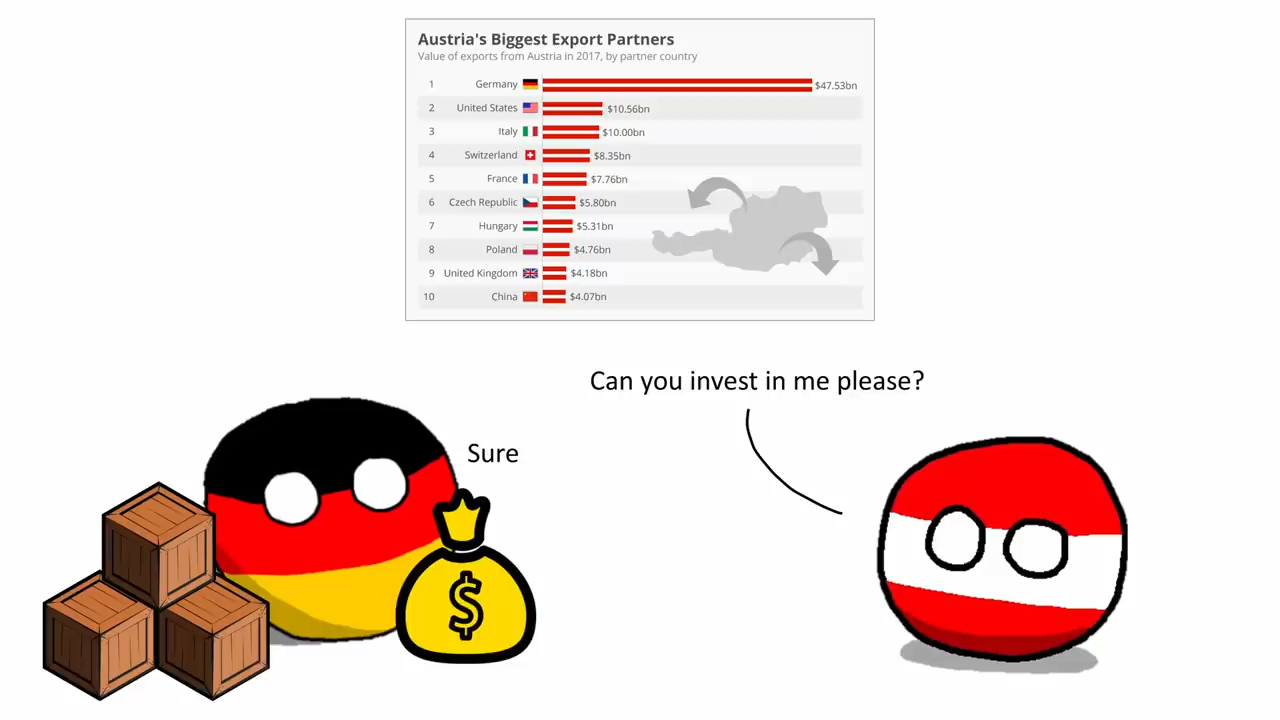 Austria's Biggest Export Partners
Value of exports from Austria in 2017, by partner country
1 Germany $47.53bn
2 United States $10.56bn
3 Italy $10.00bn
4 Switzerland $8.35bn
5 France $7.76bn
6 Czech Republic $5.80bn
7 Hungary $5.31bn
8 Poland $4.76bn
9 United Kingdom $4.18bn
10 China $4.07bn
Can you invest in me please?
Sure
$